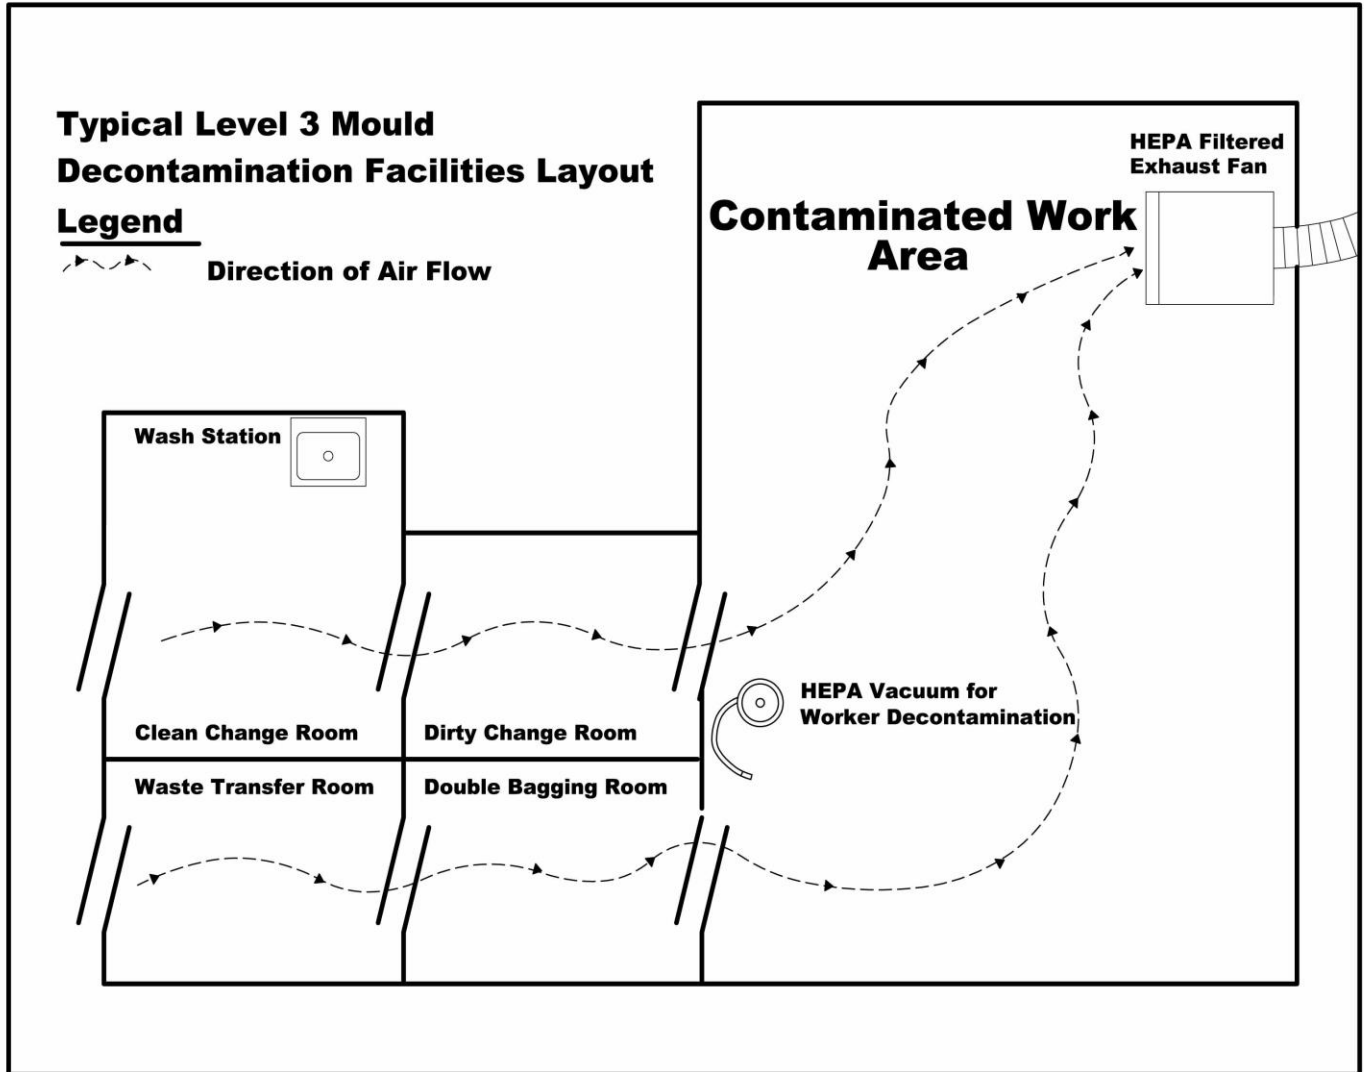 Typical Level 3 Mould
Decontamination Facilities Layout
Legend
Direction of Air Flow
HEPA Filtered
Exhaust Fan
Contaminated Work
Area
Wash Station
HEPA Vacuum for
Worker Decontamination
Clean Change Room
Dirty Change Room
Waste Transfer Room
Double Bagging Room